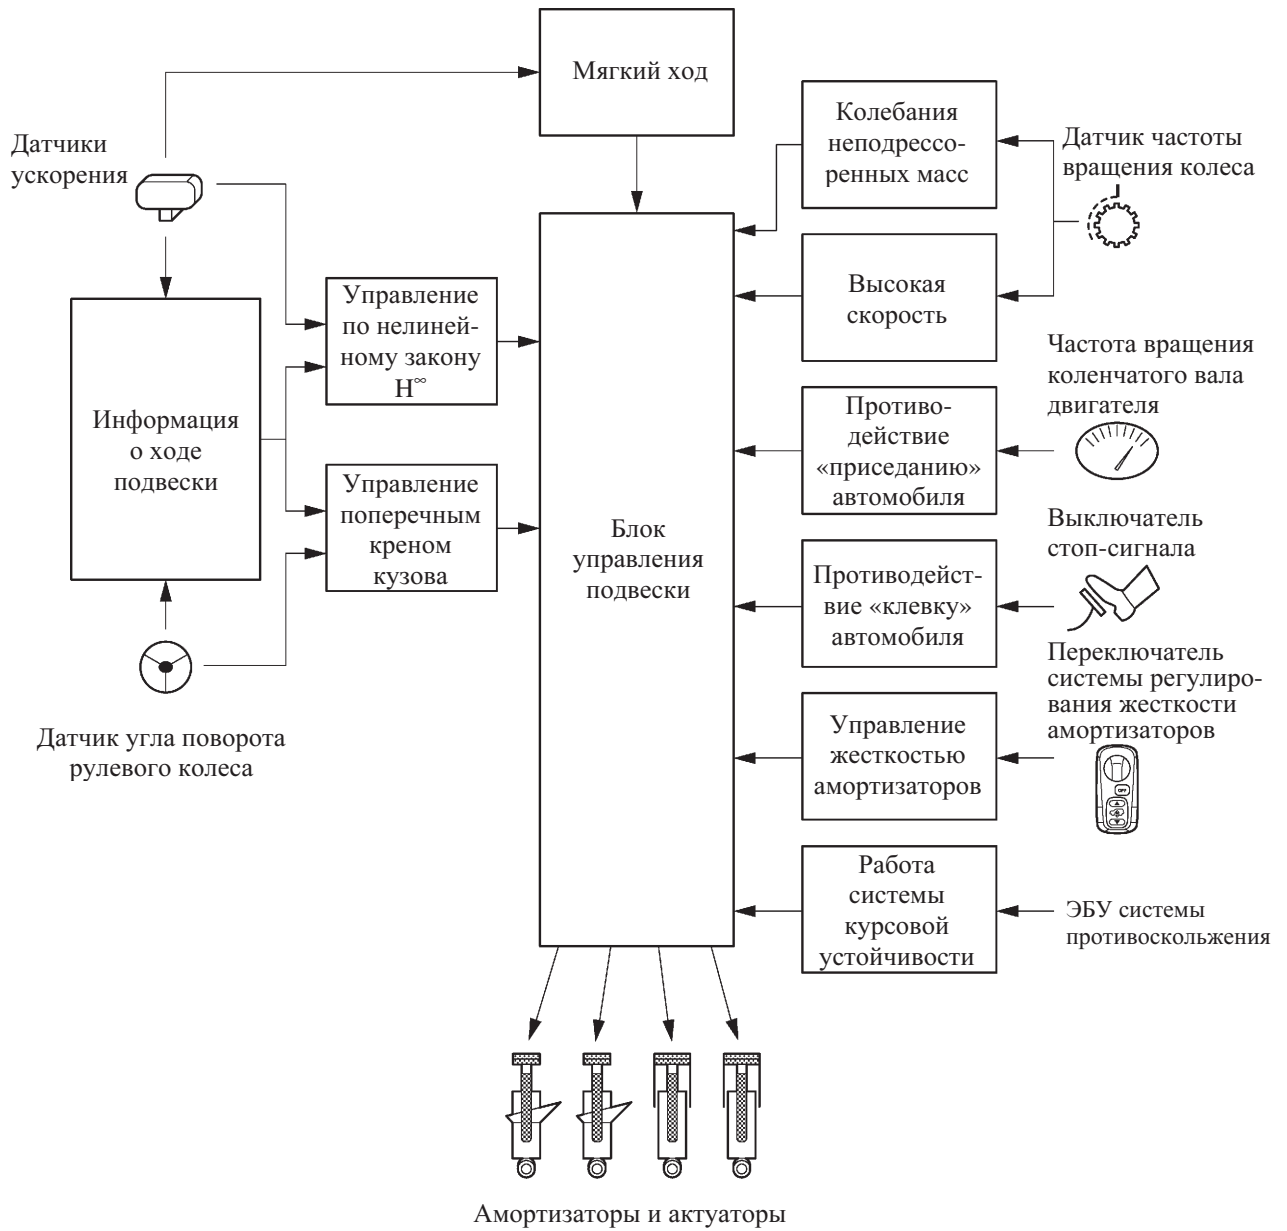 Мягкий ход
Датчики
ускорения
Колебания
неподрессо-
ренных масс
Датчик частоты
вращения колеса
Высокая
скорость
Управление
по нелиней-
ному закону
H∞
Информация
о ходе
подвески
Управление
поперечным
креном
кузова
Датчик угла поворота
рулевого колеса
Блок
управления
подвески
Противо-
действие
«приседанию»
автомобиля
Частота вращения
коленчатого вала
двигателя
Противодейст-
вие «клевку»
автомобиля
Выключатель
стоп-сигнала
Управление
жесткостью
амортизаторов
Переключатель
системы регулиро-
вания жесткости
амортизаторов
OFF
Работа
системы
курсовой
устойчивости
ЭБУ системы
противоскольжения
Амортизаторы и актуаторы